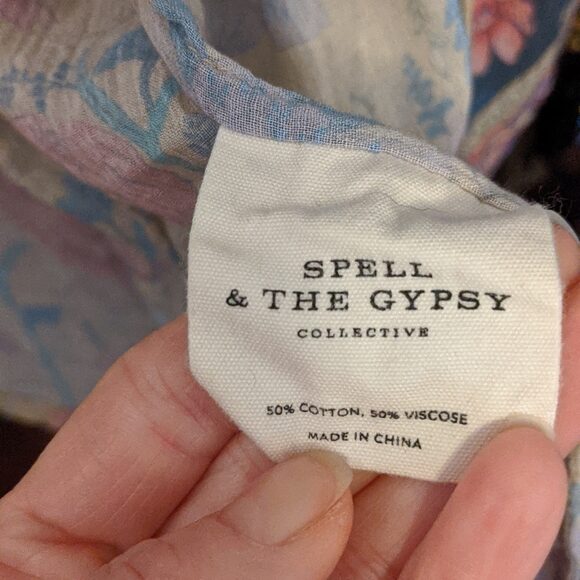 SPELL
& THE GYPSY
COLLECTIVE
50% COTTON, 50% VISCOSE
MADE IN CHINA